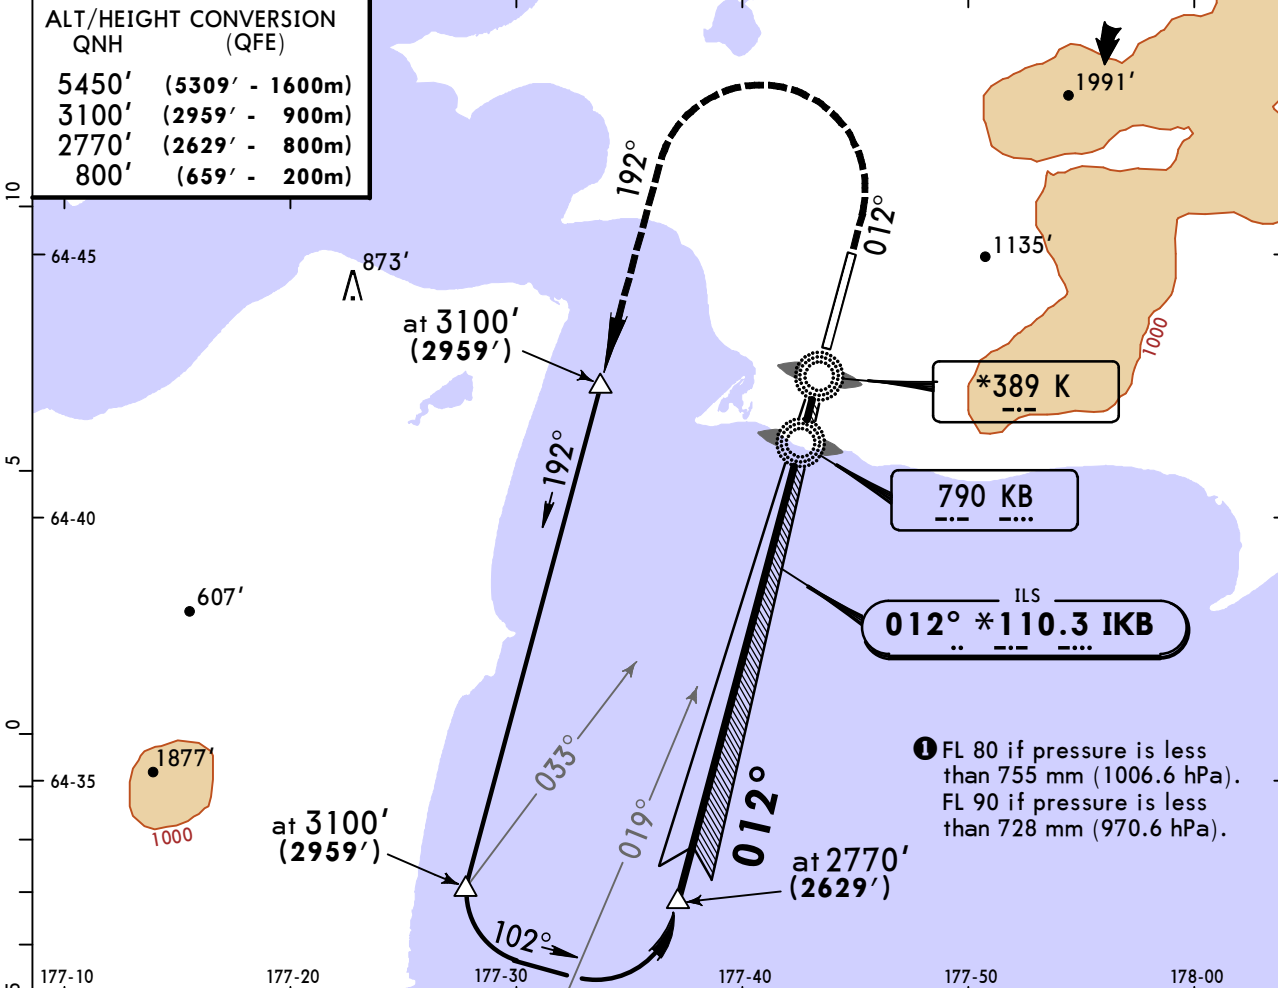 ALT/HEIGHT CONVERSION
QNH (QFE)
5450' (5309' - 1600m)
3100' (2959' - 900m)
2770' (2629' - 800m)
800' (659' - 200m)
1991'
192°
012°
10
1135'
64-45
873'
at 3100'
(2959')
1000
*389 K
192°
5
790 KB
64-40
ILS
607'
012° *110.3 IKB
0
1877'
1000
64-35
033°
019°
012°
1 FL 80 if pressure is less
than 755 mm (1006.6 hPa).
FL 90 if pressure is less
than 728 mm (970.6 hPa).
at 3100'
(2959')
at 2770'
(2629')
102°
177-10 177-20 177-30 177-40 177-50 178-00